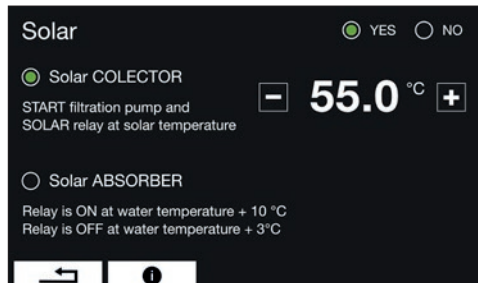 Solar
YES NO
Solar COLECTOR
START filtration pump and
SOLAR relay at solar temperature
- 55.0 °C +
Solar ABSORBER
Relay is ON at water temperature + 10 °C
Relay is OFF at water temperature + 3°C
i